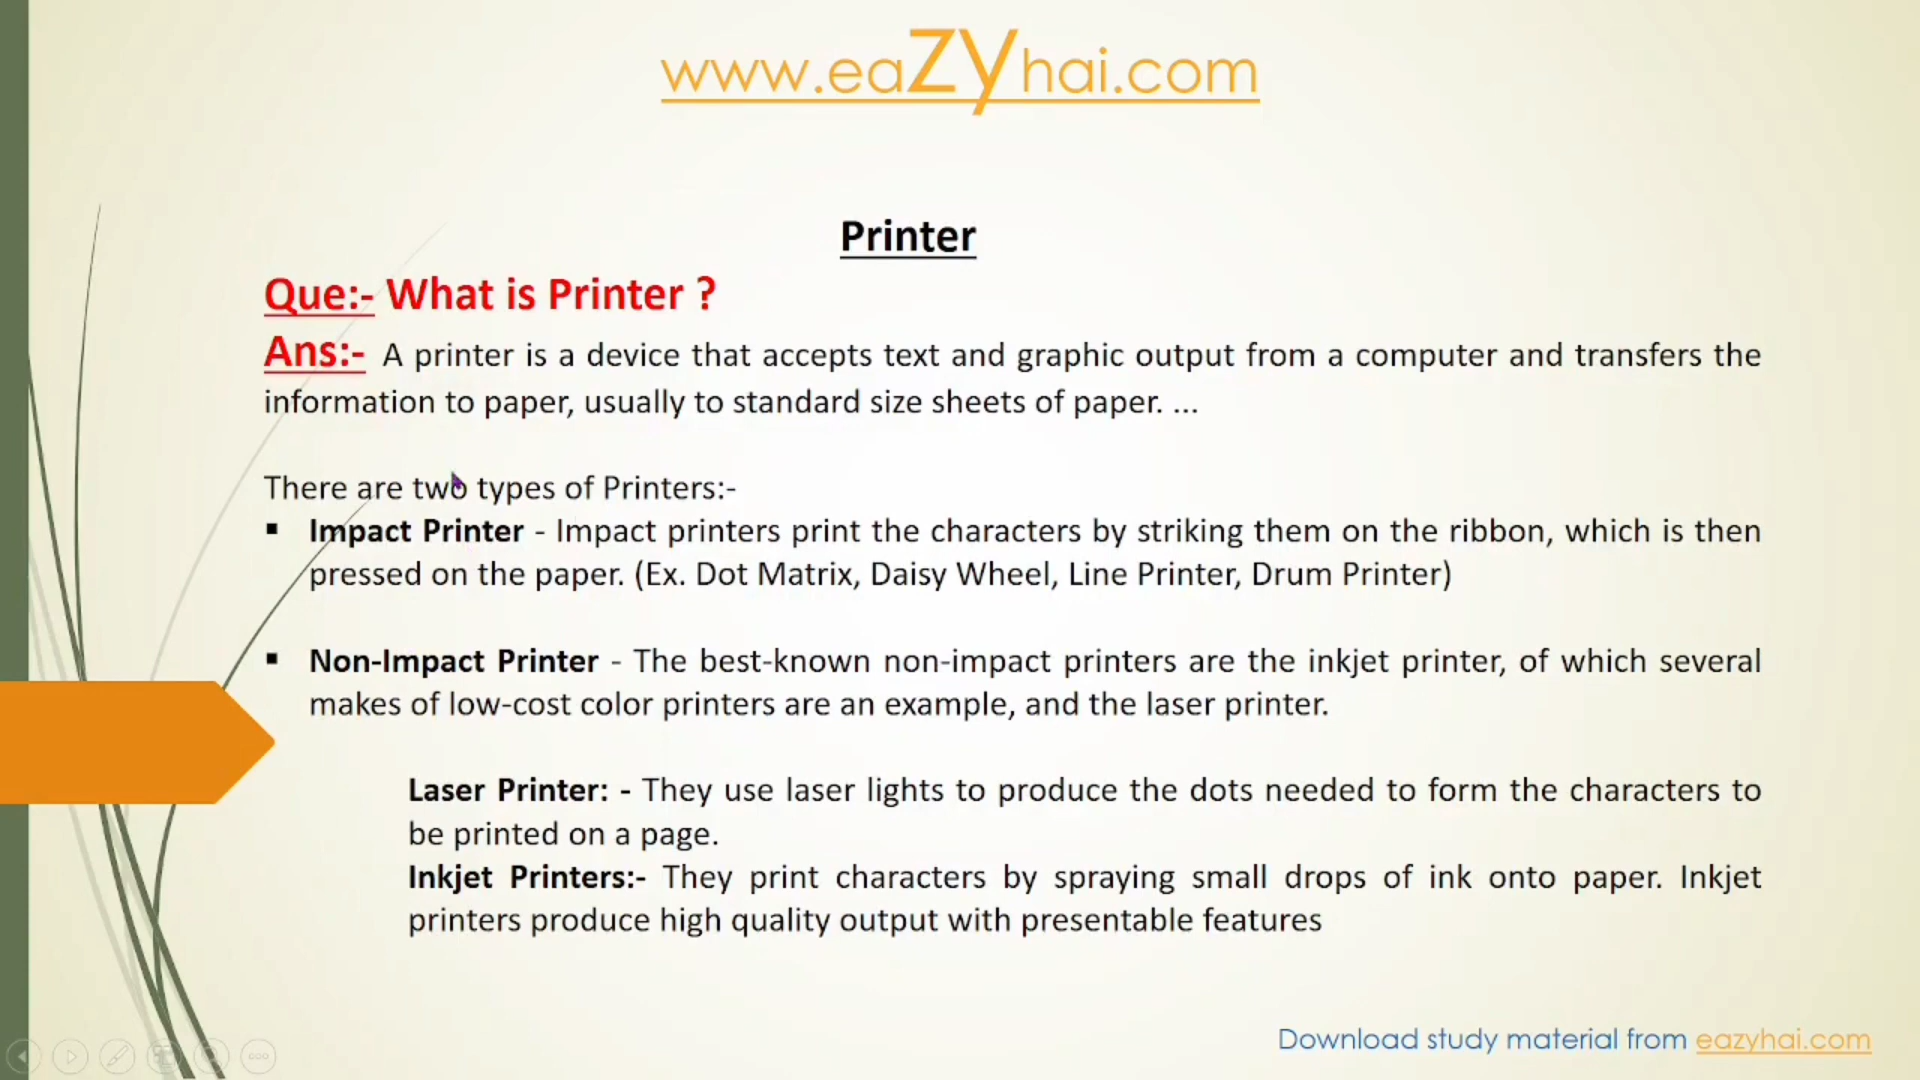 www.eaZYhai.com
Printer
Que:- What is Printer ?
Ans:- A printer is a device that accepts text and graphic output from a computer and transfers the
information to paper, usually to standard size sheets of paper. ...
There are two types of Printers:-
▪ Impact Printer - Impact printers print the characters by striking them on the ribbon, which is then
pressed on the paper. (Ex. Dot Matrix, Daisy Wheel, Line Printer, Drum Printer)
▪ Non-Impact Printer - The best-known non-impact printers are the inkjet printer, of which several
makes of low-cost color printers are an example, and the laser printer.
Laser Printer: - They use laser lights to produce the dots needed to form the characters to
be printed on a page.
Inkjet Printers:- They print characters by spraying small drops of ink onto paper. Inkjet
printers produce high quality output with presentable features
Download study material from eazyhai.com